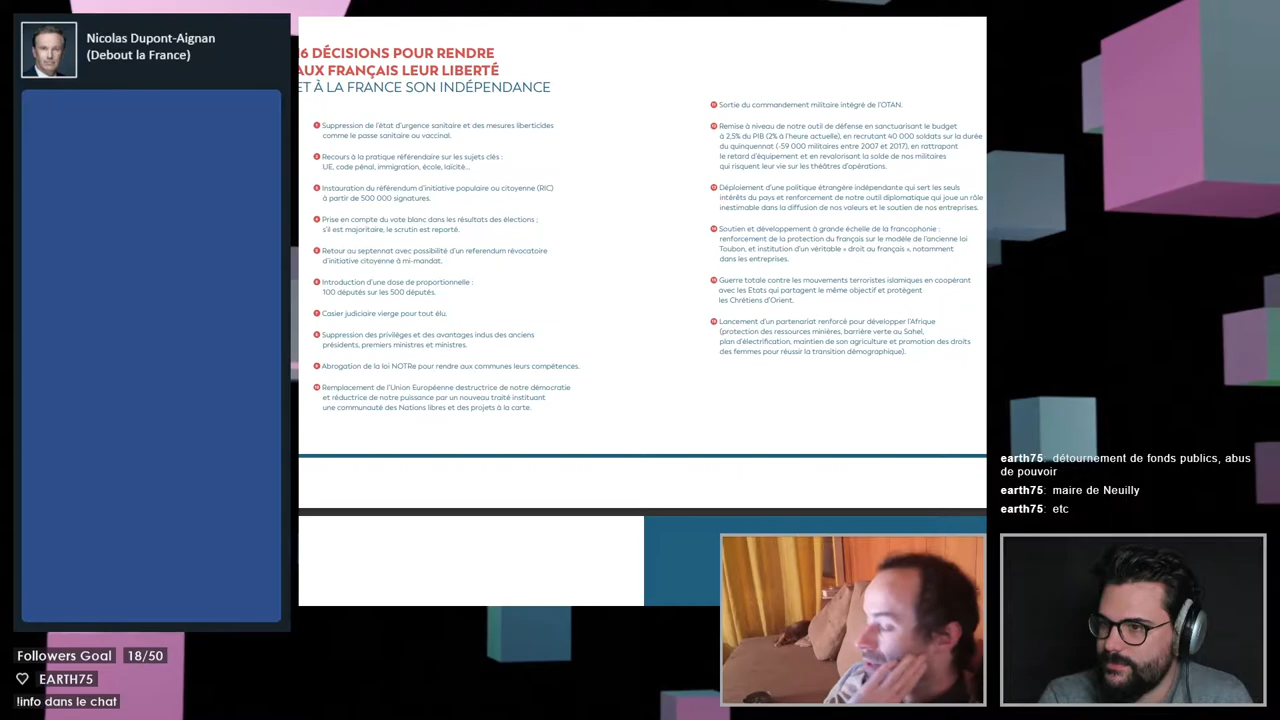 Nicolas Dupont-Aignan
(Debout la France)
16 DÉCISIONS POUR RENDRE
AUX FRANÇAIS LEUR LIBERTÉ
ET À LA FRANCE SON INDÉPENDANCE
1 Suppression de l'état d'urgence sanitaire et des mesures liberticides
comme le passe sanitaire ou vaccinal.
2 Recours à la pratique référendaire sur les sujets clés :
UE, code pénal, immigration, école, laïcité...
3 Instauration du référendum d'initiative populaire ou citoyenne (RIC)
à partir de 500 000 signatures.
4 Prise en compte du vote blanc dans les résultats des élections ;
s'il est majoritaire, le scrutin est reporté.
5 Retour au septennat avec possibilité d'un referendum révocatoire
d'initiative citoyenne à mi-mandat.
6 Introduction d'une dose de proportionnelle :
100 députés sur les 500 députés.
7 Casier judiciaire vierge pour tout élu.
8 Suppression des privilèges et des avantages indus des anciens
présidents, premiers ministres et ministres.
9 Abrogation de la loi NOTRe pour rendre aux communes leurs compétences.
10 Remplacement de l'Union Européenne destructrice de notre démocratie
et réductrice de notre puissance par un nouveau traité instituant
une communauté des Nations libres et des projets à la carte.
11 Sortie du commandement militaire intégré de l'OTAN.
12 Remise à niveau de notre outil de défense en sanctuarisant le budget
à 2,5% du PIB (2% à l'heure actuelle), en recrutant 40 000 soldats sur la durée
du quinquennat (-59 000 militaires entre 2007 et 2017), en rattrapant
le retard d'équipement et en revalorisant la solde de nos militaires
qui risquent leur vie sur les théâtres d'opérations.
13 Déploiement d'une politique étrangère indépendante qui sert les seuls
intérêts du pays et renforcement de notre outil diplomatique qui joue un rôle
inestimable dans la diffusion de nos valeurs et le soutien de nos entreprises.
14 Soutien et développement à grande échelle de la francophonie :
renforcement de la protection du français sur le modèle de l'ancienne loi
Toubon, et institution d'un véritable « droit au français », notamment
dans les entreprises.
15 Guerre totale contre les mouvements terroristes islamiques en coopérant
avec les Etats qui partagent le même objectif et protègent
les Chrétiens d'Orient.
16 Lancement d'un partenariat renforcé pour développer l'Afrique
(protection des ressources minières, barrière verte au Sahel,
plan d'électrification, maintien de son agriculture et promotion des droits
des femmes pour réussir la transition démographique).
earth75: détournement de fonds publics, abus
de pouvoir
earth75: maire de Neuilly
earth75: etc
Followers Goal 18/50
EARTH75
!info dans le chat